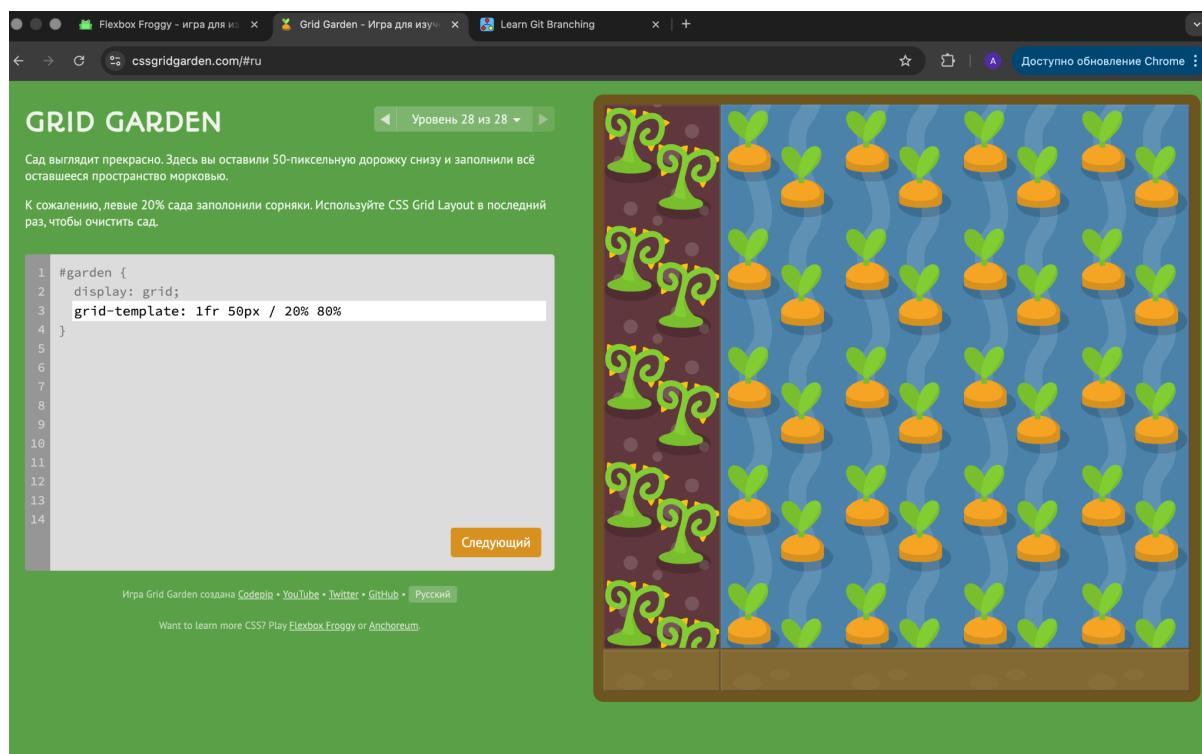 Flexbox Froggy - игра для из
Grid Garden - Игра для изуч
Learn Git Branching
cssgridgarden.com/#ru
A
Доступно обновление Chrome
GRID GARDEN
Уровень 28 из 28
Сад выглядит прекрасно. Здесь вы оставили 50-пиксельную дорожку снизу и заполнили всё
оставшееся пространство морковью.
К сожалению, левые 20% сада заполонили сорняки. Используйте CSS Grid Layout в последний
раз, чтобы очистить сад.
1 #garden {
2 display: grid;
3 grid-template: 1fr 50px / 20% 80%
4 }
5
6
7
8
9
10
11
12
13
14
Следующий
Игра Grid Garden создана Codepip • YouTube • Twitter • GitHub • Русский
Want to learn more CSS? Play Flexbox Froggy or Anchoreum.